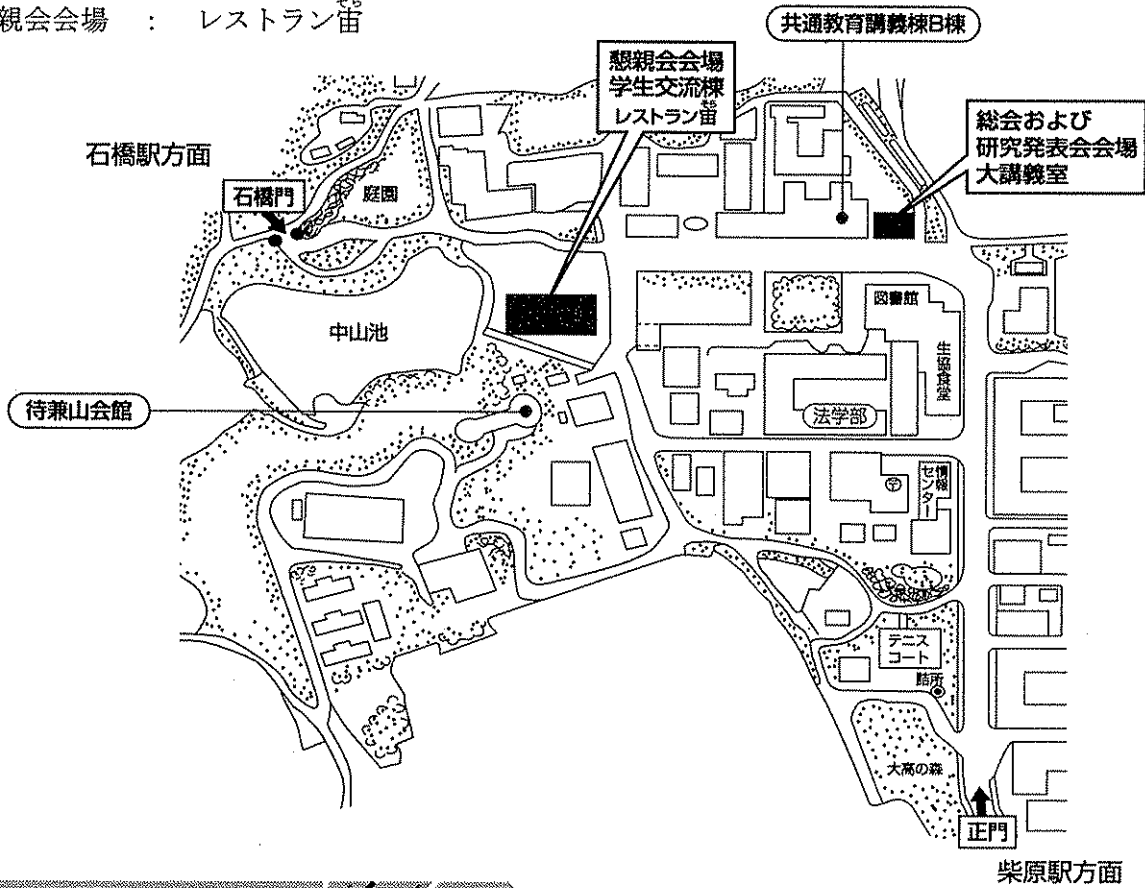 親会会場 ： レストラン宙
そら
共通教育講義棟B棟
懇親会会場
学生交流棟
レストラン宙
そら
総会および
研究発表会会場
大講義室
石橋駅方面
石橋門
庭園
中山池
図書館
生協食堂
待兼山会館
法学部
〒
情報
センター
テニス
コート
詰所
大高の森
正門
柴原駅方面